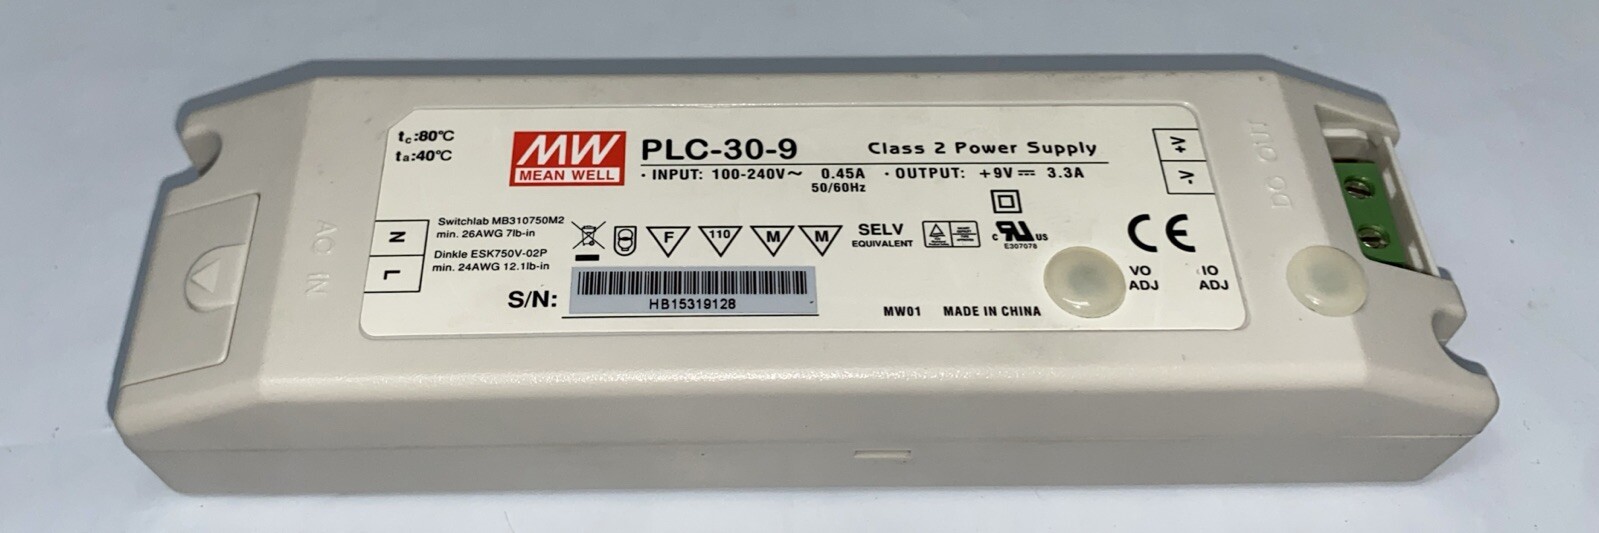 tc:80°C
ta:40°C
MW
MEAN WELL
PLC-30-9
Class 2 Power Supply
· INPUT: 100-240V~ 0.45A
50/60Hz
· OUTPUT: +9V⎓ 3.3A
+V
-V
DC OUT
AC IN
N
L
Switchlab MB310750M2
min. 26AWG 7lb-in
Dinkle ESK750V-02P
min. 24AWG 12.1lb-in
F
110
M
M
SELV
EQUIVALENT
c RU US
E307078
CE
S/N:
HB15319128
VO
ADJ
IO
ADJ
MW01 MADE IN CHINA